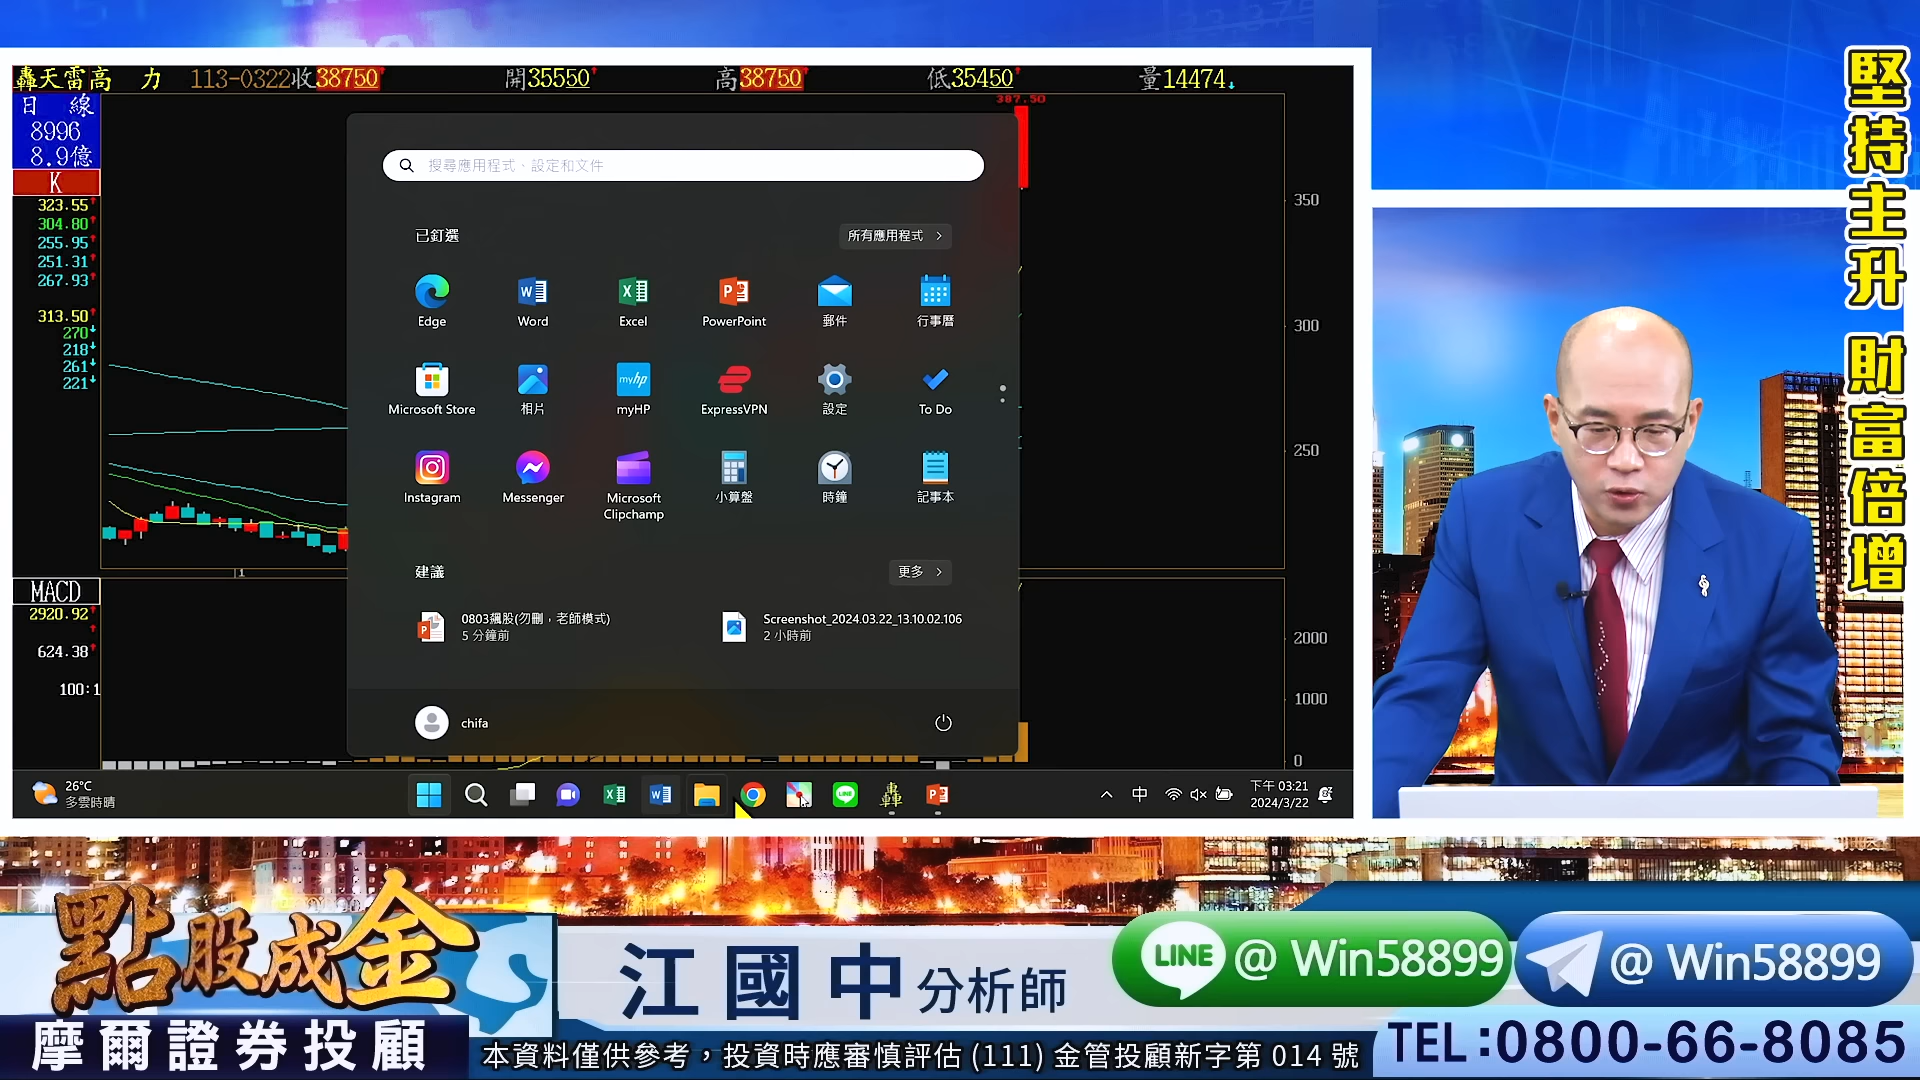 轟天雷高 力 113-0322收38750 開35550 高38750 低35450 量14474
日 線
8996
8.9億
K
323.55
304.80
255.95
251.31
267.93
313.50
270
218
261
221
387.50
350
300
250
1
MACD
2920.92
624.38
100:1
2000
1000
0
搜尋應用程式、設定和文件
已釘選
所有應用程式
Edge
Word
Excel
PowerPoint
郵件
行事曆
Microsoft Store
相片
myhp
myHP
ExpressVPN
設定
To Do
Instagram
Messenger
Microsoft
Clipchamp
小算盤
時鐘
記事本
建議
更多
0803飆股(勿刪，老師模式)
5 分鐘前
Screenshot_2024.03.22_13.10.02.106
2 小時前
chifa
26°C
多雲時晴
轟
中
下午 03:21
2024/3/22
堅持主升 財富倍增
點股成金
摩爾證券投顧
江國中 分析師
LINE @ Win58899
@ Win58899
TEL:0800-66-8085
本資料僅供參考，投資時應審慎評估 (111) 金管投顧新字第 014 號